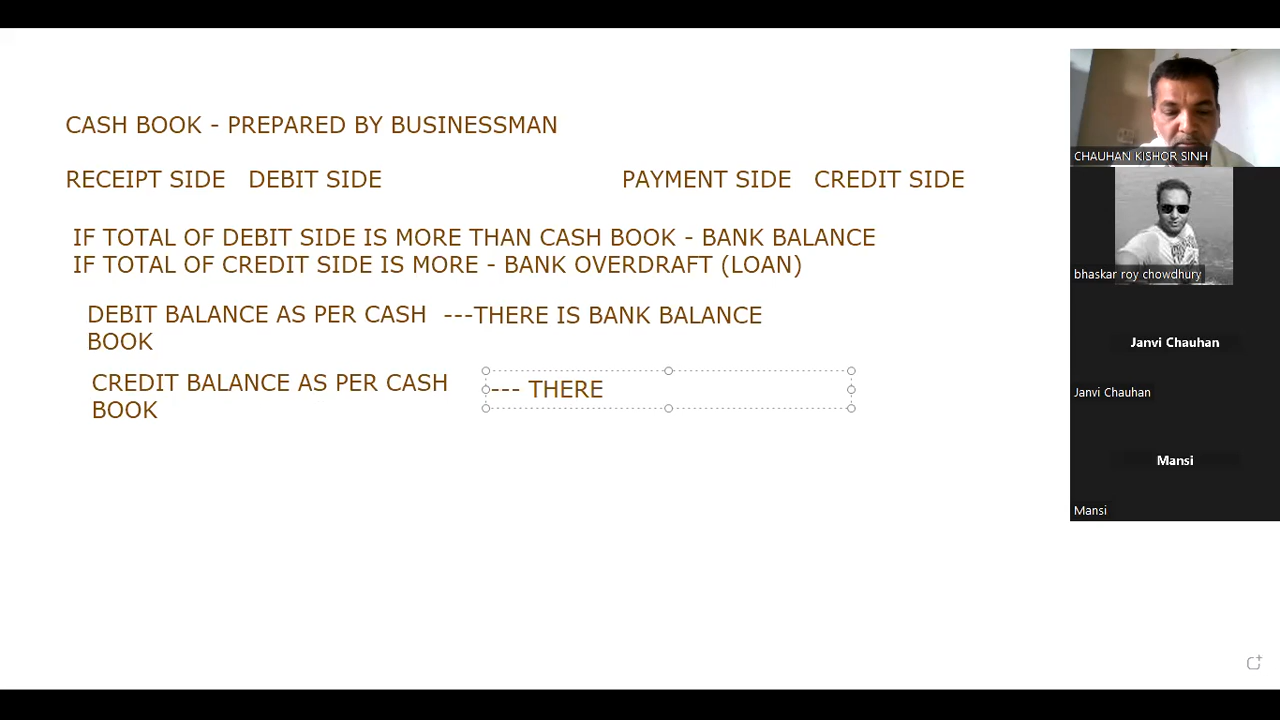 CASH BOOK - PREPARED BY BUSINESSMAN
RECEIPT SIDE DEBIT SIDE PAYMENT SIDE CREDIT SIDE
IF TOTAL OF DEBIT SIDE IS MORE THAN CASH BOOK - BANK BALANCE
IF TOTAL OF CREDIT SIDE IS MORE - BANK OVERDRAFT (LOAN)
DEBIT BALANCE AS PER CASH ---THERE IS BANK BALANCE
BOOK
CREDIT BALANCE AS PER CASH --- THERE
BOOK
CHAUHAN KISHOR SINH
bhaskar roy chowdhury
Janvi Chauhan
Janvi Chauhan
Mansi
Mansi